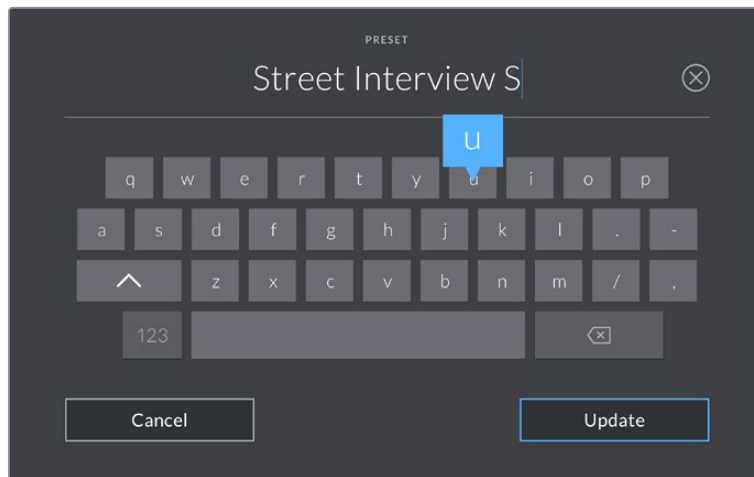 PRESET
Street Interview S
u
q w e r t y u i o p
a s d f g h j k l . -
z x c v b n m / ,
123
Cancel Update